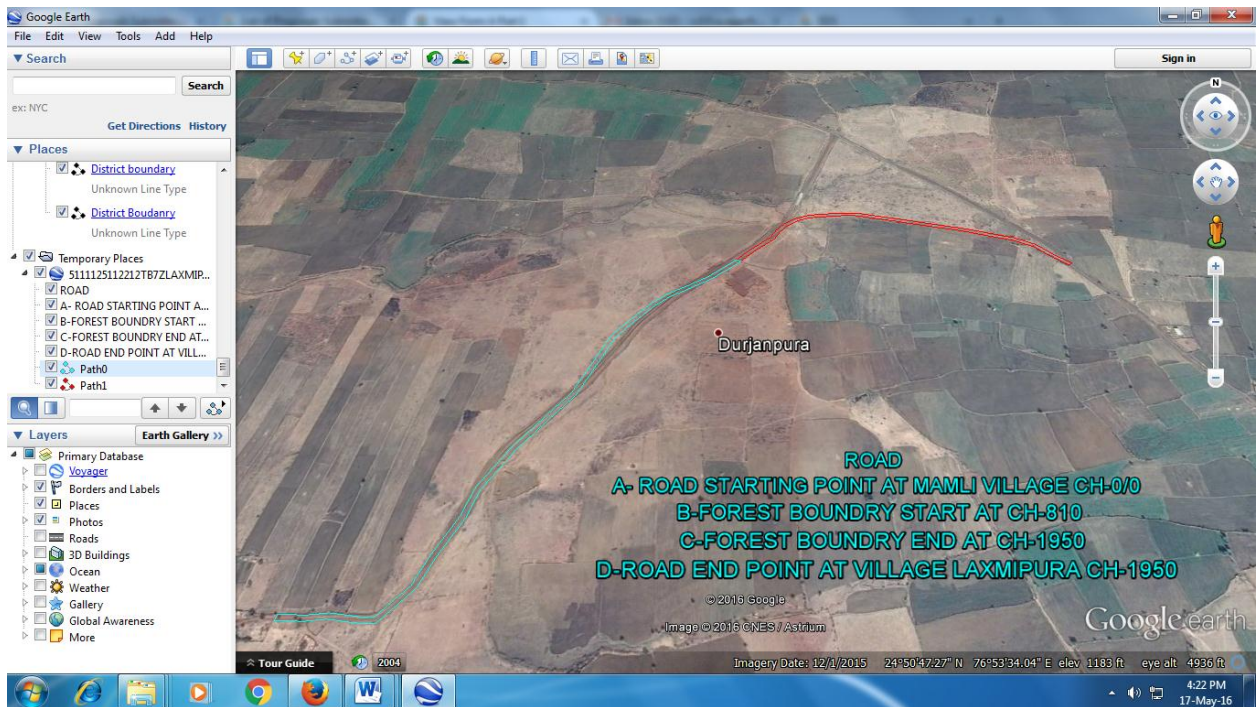 Google Earth
File Edit View Tools Add Help
Search
Search
ex: NYC
Get Directions History
Places
District boundary
Unknown Line Type
District Boudanry
Unknown Line Type
Temporary Places
5111125112212TB7ZLAXMIP...
ROAD
A- ROAD STARTING POINT A...
B-FOREST BOUNDRY START ...
C-FOREST BOUNDRY END AT...
D-ROAD END POINT AT VILL...
Path0
Path1
Layers
Earth Gallery >>
Primary Database
Voyager
Borders and Labels
Places
Photos
Roads
3D Buildings
Ocean
Weather
Gallery
Global Awareness
More
Sign in
N
Durjanpura
ROAD
A- ROAD STARTING POINT AT MAMLI VILLAGE CH-0/0
B-FOREST BOUNDRY START AT CH-810
C-FOREST BOUNDRY END AT CH-1950
D-ROAD END POINT AT VILLAGE LAXMIPURA CH-1950
© 2016 Google
Image © 2016 CNES / Astrium
Google earth
Tour Guide 2004
Imagery Date: 12/1/2015 24°50'47.27" N 76°53'34.04" E elev 1183 ft eye alt 4936 ft
4:22 PM
17-May-16